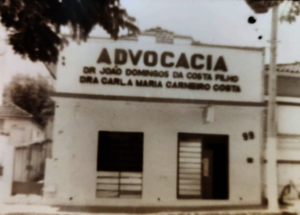 ADVOCACIA
DR JOÃO DOMINGOS DA COSTA FILHO
DRA CARLA MARIA CARNEIRO COSTA